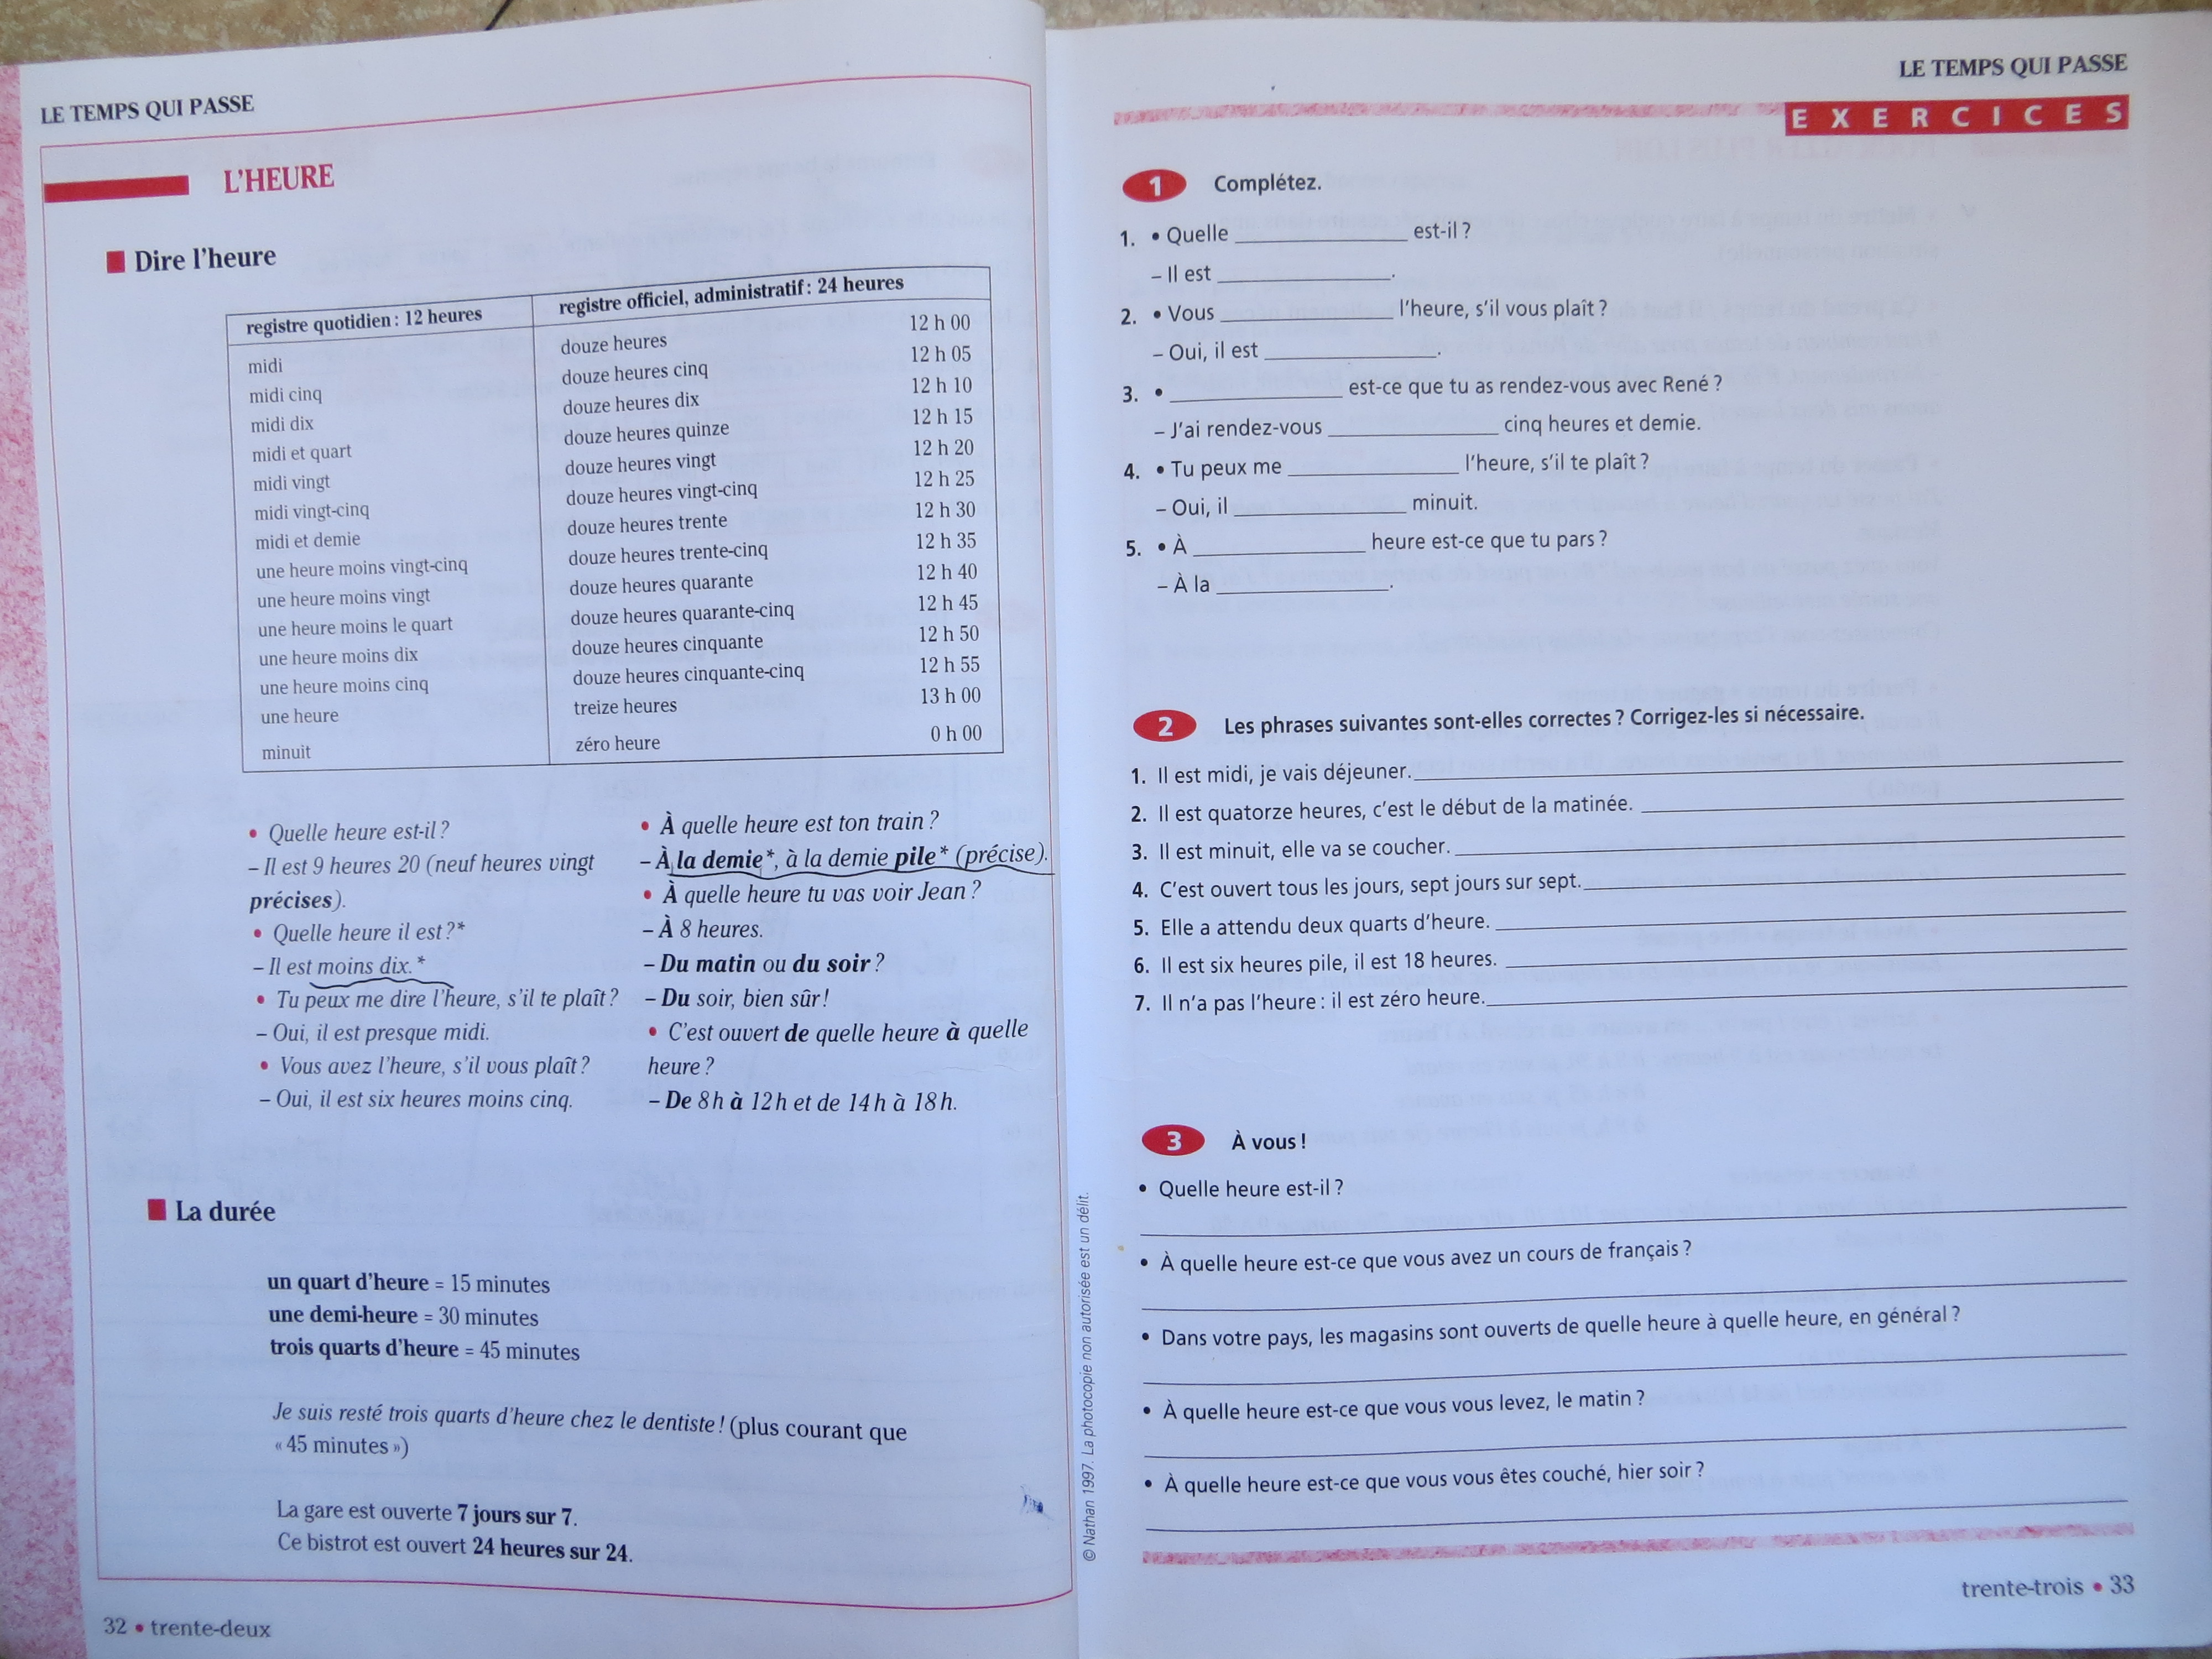 LE TEMPS QUI PASSE
L'HEURE
Dire l'heure
registre quotidien : 12 heures | registre officiel, administratif : 24 heures
midi | douze heures 12 h 00
midi cinq | douze heures cinq 12 h 05
midi dix | douze heures dix 12 h 10
midi et quart | douze heures quinze 12 h 15
midi vingt | douze heures vingt 12 h 20
midi vingt-cinq | douze heures vingt-cinq 12 h 25
midi et demie | douze heures trente 12 h 30
une heure moins vingt-cinq | douze heures trente-cinq 12 h 35
une heure moins vingt | douze heures quarante 12 h 40
une heure moins le quart | douze heures quarante-cinq 12 h 45
une heure moins dix | douze heures cinquante 12 h 50
une heure moins cinq | douze heures cinquante-cinq 12 h 55
une heure | treize heures 13 h 00
minuit | zéro heure 0 h 00
• Quelle heure est-il ?
– Il est 9 heures 20 (neuf heures vingt
précises).
• Quelle heure il est ?*
– Il est moins dix.*
• Tu peux me dire l'heure, s'il te plaît ?
– Oui, il est presque midi.
• Vous avez l'heure, s'il vous plaît ?
– Oui, il est six heures moins cinq.
• À quelle heure est ton train ?
– À la demie*, à la demie pile* (précise).
• À quelle heure tu vas voir Jean ?
– À 8 heures.
– Du matin ou du soir ?
– Du soir, bien sûr !
• C'est ouvert de quelle heure à quelle
heure ?
– De 8 h à 12 h et de 14 h à 18 h.
La durée
un quart d'heure = 15 minutes
une demi-heure = 30 minutes
trois quarts d'heure = 45 minutes
Je suis resté trois quarts d'heure chez le dentiste ! (plus courant que
« 45 minutes »)
La gare est ouverte 7 jours sur 7.
Ce bistrot est ouvert 24 heures sur 24.
32 • trente-deux
LE TEMPS QUI PASSE
EXERCICES
1 Complétez.
1. • Quelle ____ est-il ?
– Il est ____.
2. • Vous ____ l'heure, s'il vous plaît ?
– Oui, il est ____.
3. • ____ est-ce que tu as rendez-vous avec René ?
– J'ai rendez-vous ____ cinq heures et demie.
4. • Tu peux me ____ l'heure, s'il te plaît ?
– Oui, il ____ minuit.
5. • À ____ heure est-ce que tu pars ?
– À la ____.
2 Les phrases suivantes sont-elles correctes ? Corrigez-les si nécessaire.
1. Il est midi, je vais déjeuner.
2. Il est quatorze heures, c'est le début de la matinée.
3. Il est minuit, elle va se coucher.
4. C'est ouvert tous les jours, sept jours sur sept.
5. Elle a attendu deux quarts d'heure.
6. Il est six heures pile, il est 18 heures.
7. Il n'a pas l'heure : il est zéro heure.
3 À vous !
• Quelle heure est-il ?
• À quelle heure est-ce que vous avez un cours de français ?
• Dans votre pays, les magasins sont ouverts de quelle heure à quelle heure, en général ?
• À quelle heure est-ce que vous vous levez, le matin ?
• À quelle heure est-ce que vous vous êtes couché, hier soir ?
© Nathan 1997. La photocopie non autorisée est un délit.
trente-trois • 33